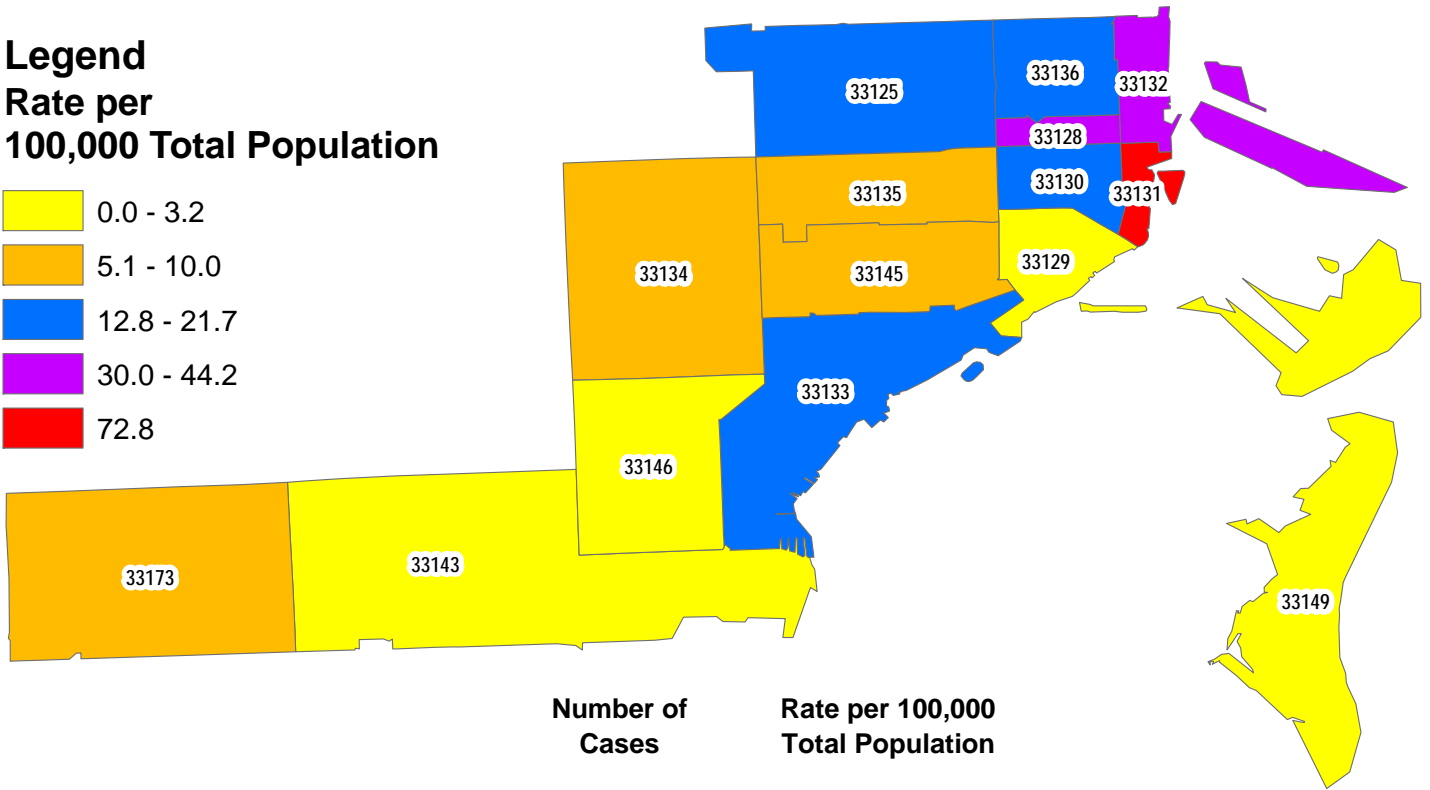 Legend
Rate per
100,000 Total Population
0.0 - 3.2
5.1 - 10.0
12.8 - 21.7
30.0 - 44.2
72.8
33125
33136
33132
33128
33135
33130
33131
33134
33145
33129
33133
33146
33173
33143
33149
Number of
Cases
Rate per 100,000
Total Population